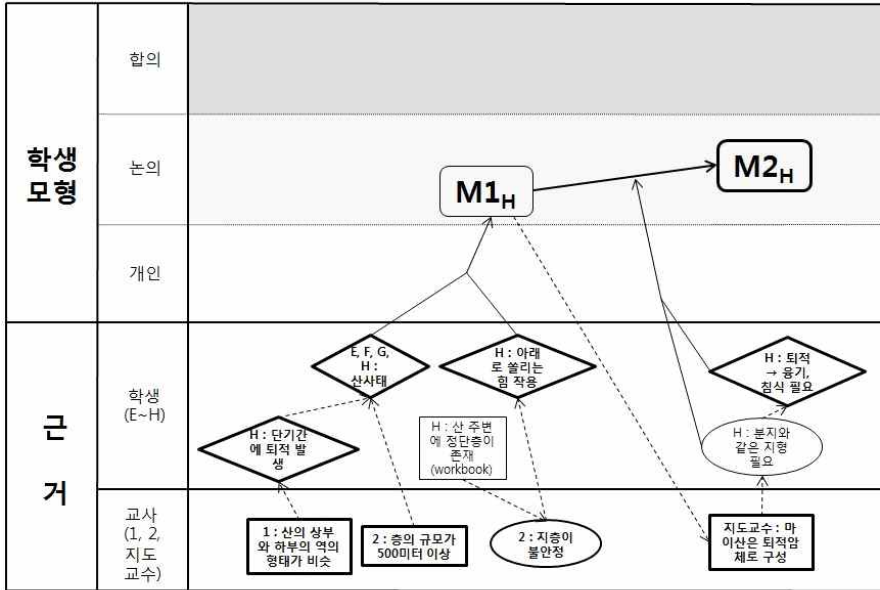 합의
학생
모형
논의
M1H
M2H
개인
근
거
학생
(E~H)
E, F, G,
H :
산사태
H : 아래
로 쏠리는
힘 작용
H : 퇴적
→ 융기,
침식 필요
H : 단기간
에 퇴적 발
생
H : 산 주변
에 정단층이
존재
(workbook)
H : 분지와
같은 지형
필요
교사
(1, 2,
지도
교수)
1 : 산의 상부
와 하부의 역의
형태가 비슷
2 : 층의 규모가
500미터 이상
2 : 지층이
불안정
지도교수 : 마
이산은 퇴적암
체로 구성